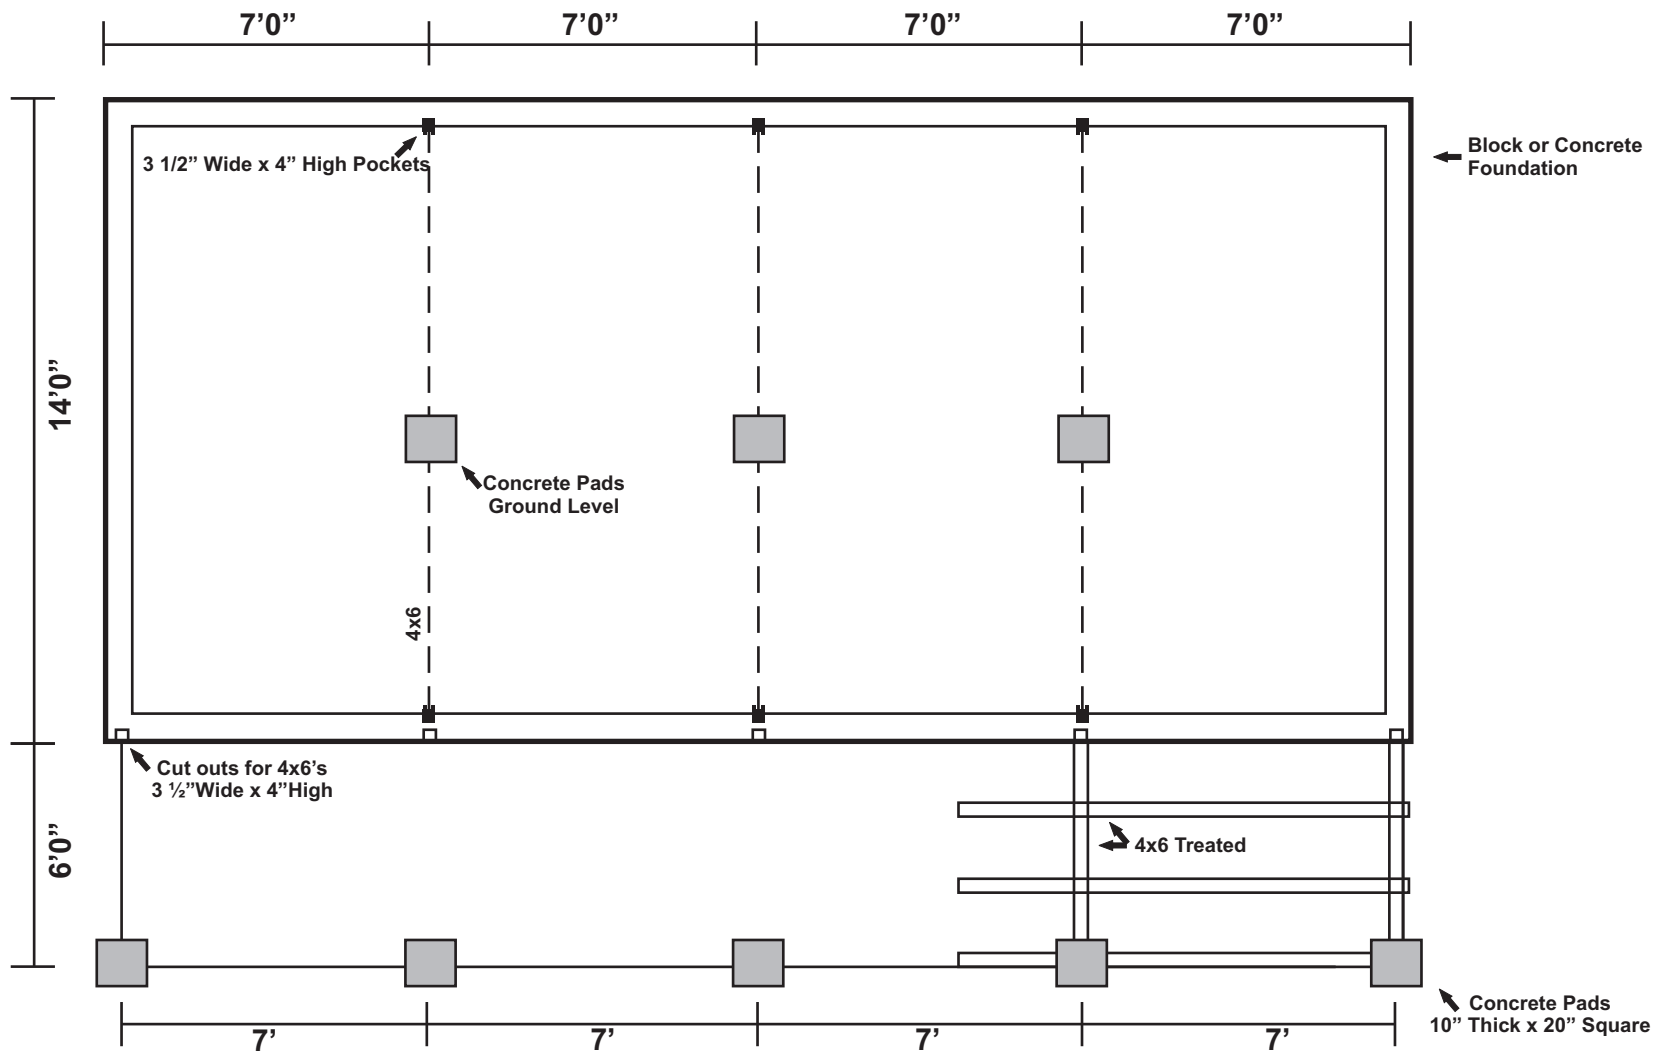 7’0” 7’0” 7’0” 7’0”
3 1/2” Wide x 4” High Pockets
Block or Concrete
Foundation
14’0”
Concrete Pads
Ground Level
4x6
Cut outs for 4x6’s
3 ½”Wide x 4”High
6’0”
4x6 Treated
Concrete Pads
10” Thick x 20” Square
7’ 7’ 7’ 7’